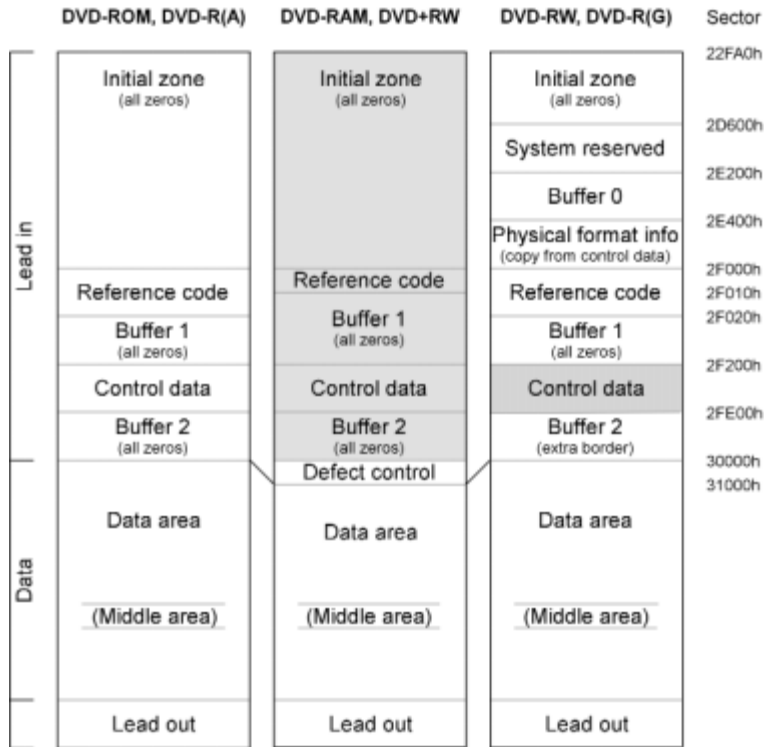 DVD-ROM, DVD-R(A) DVD-RAM, DVD+RW DVD-RW, DVD-R(G) Sector
22FA0h
Initial zone Initial zone Initial zone
(all zeros) (all zeros) (all zeros)
2D600h
System reserved
2E200h
Buffer 0
2E400h
Physical format info
(copy from control data)
2F000h
Lead in
Reference code Reference code Reference code
2F010h
2F020h
Buffer 1 Buffer 1 Buffer 1
(all zeros) (all zeros) (all zeros)
2F200h
Control data Control data Control data
2FE00h
Buffer 2 Buffer 2 Buffer 2
(all zeros) (all zeros) (extra border)
30000h
Defect control
31000h
Data area Data area Data area
Data
(Middle area) (Middle area) (Middle area)
Lead out Lead out Lead out